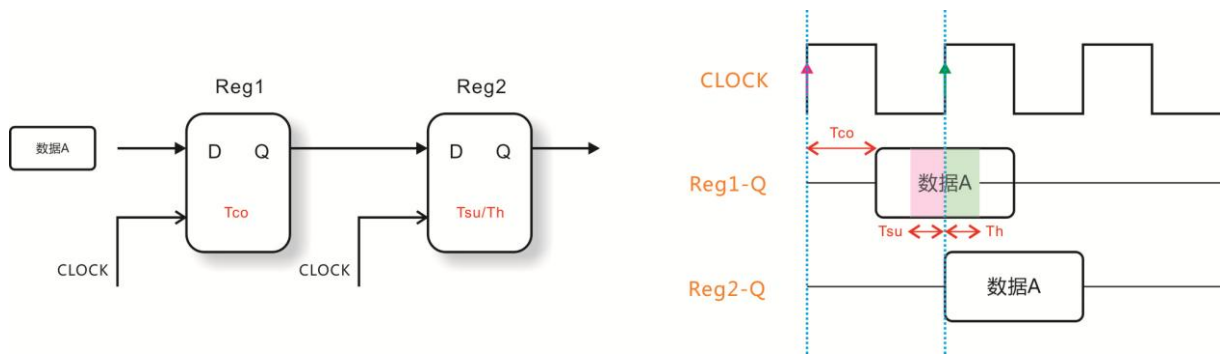 Reg1
Reg2
数据A
D Q
D Q
Tco
Tsu/Th
CLOCK
CLOCK
CLOCK
Tco
Reg1-Q
数据A
Tsu
Th
Reg2-Q
数据A